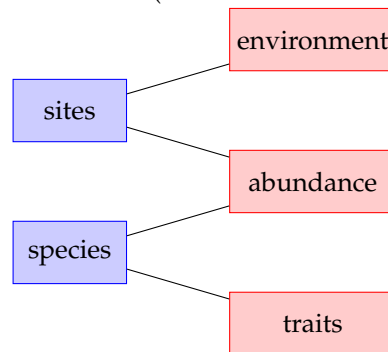 (
environment
sites
abundance
species
traits